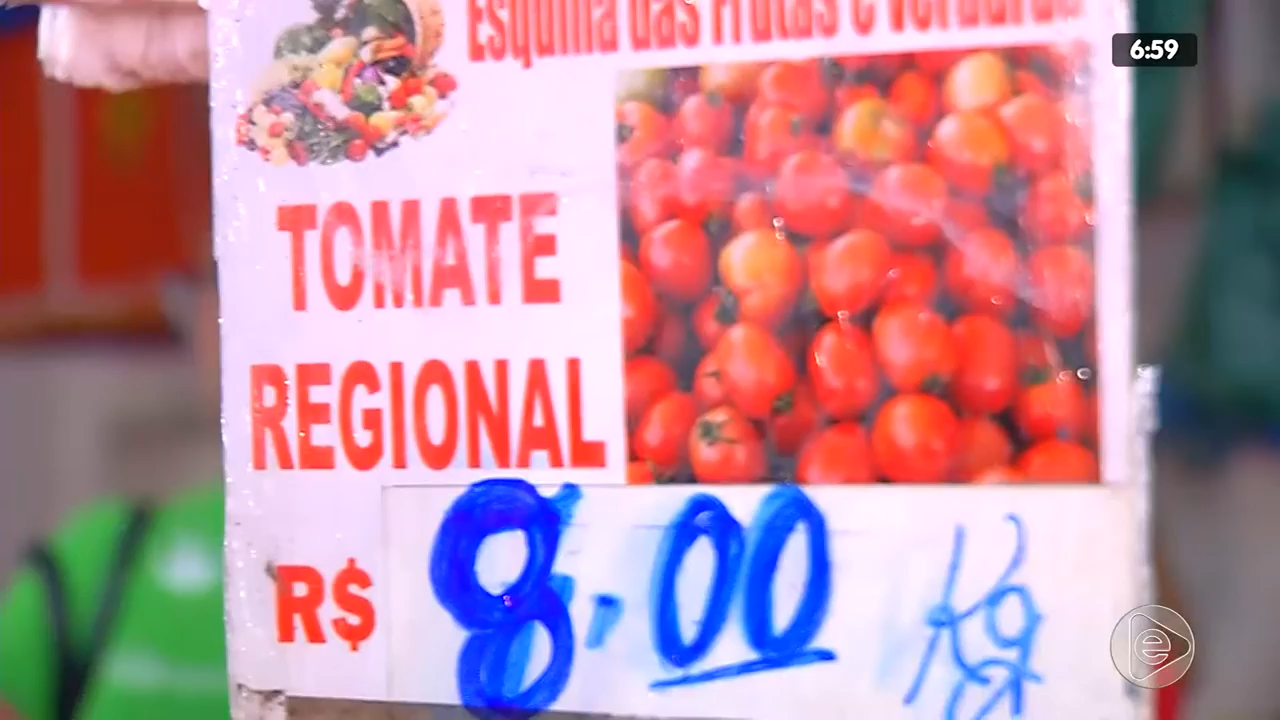 Esquina das Frutas e Verduras
6:59
TOMATE
REGIONAL
R$ 8,00 Kg
e